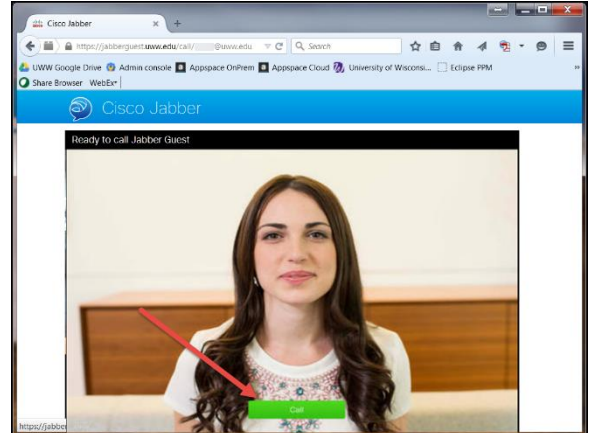 Cisco Jabber
https://jabberguest.uww.edu/call/ @uww.edu
Search
UWW Google Drive Admin console Appspace OnPrem Appspace Cloud University of Wisconsi... Eclipse PPM
Share Browser WebEx
Cisco Jabber
Ready to call Jabber Guest
Call
https://jabber